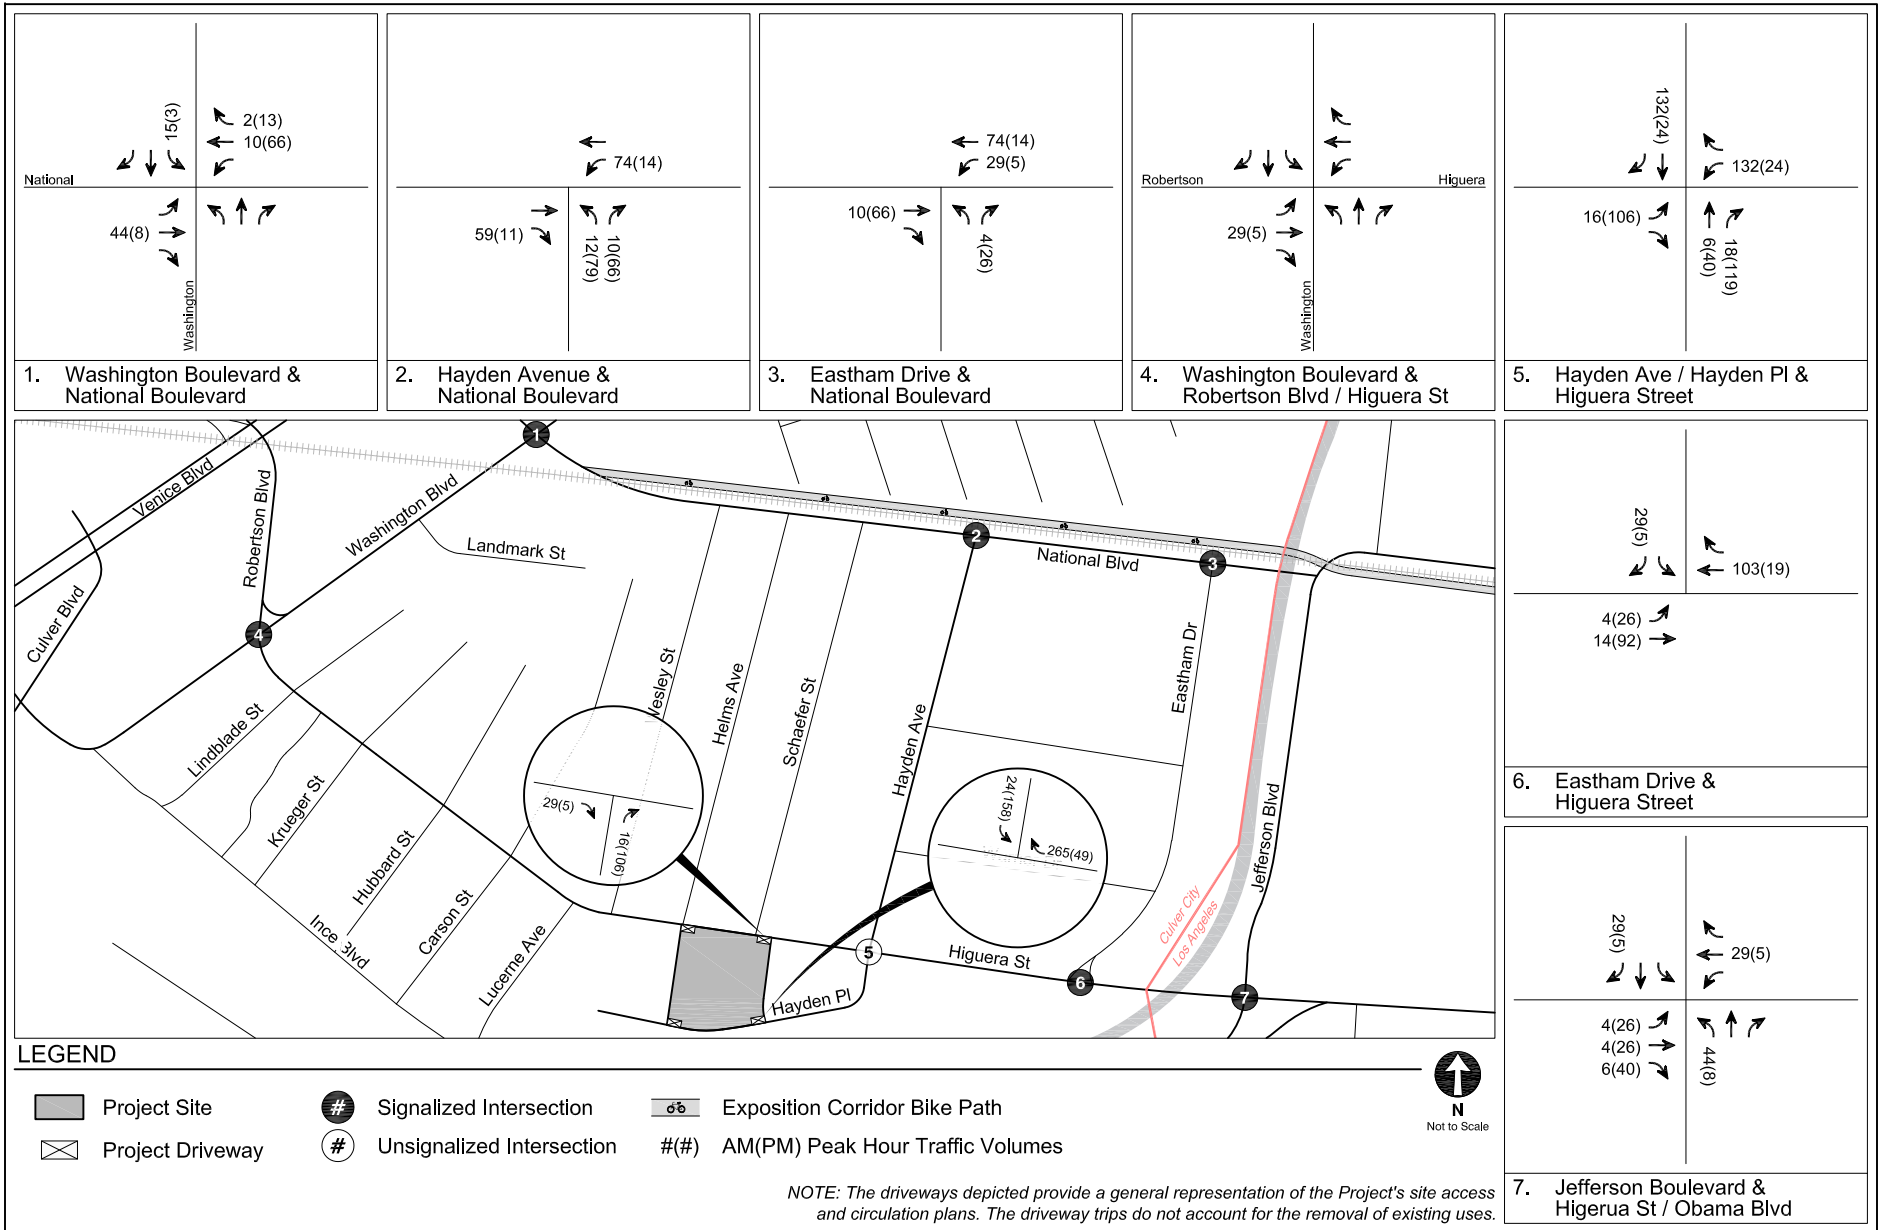 15(3)
2(13)
10(66)
National
44(8)
Washington
1. Washington Boulevard &
National Boulevard
74(14)
59(11)
12(79)
10(66)
2. Hayden Avenue &
National Boulevard
74(14)
29(5)
10(66)
4(26)
3. Eastham Drive &
National Boulevard
Robertson
Higuera
29(5)
Washington
4. Washington Boulevard &
Robertson Blvd / Higuera St
132(24)
132(24)
16(106)
6(40)
18(119)
5. Hayden Ave / Hayden Pl &
Higuera Street
29(5)
103(19)
4(26)
14(92)
6. Eastham Drive &
Higuera Street
29(5)
29(5)
4(26)
4(26)
6(40)
44(8)
7. Jefferson Boulevard &
Higerua St / Obama Blvd
1
Venice Blvd
Robertson Blvd
Washington Blvd
Landmark St
2
National Blvd
3
Culver Blvd
4
Eastham Dr
Wesley St
Helms Ave
Schaefer St
Hayden Ave
Lindblade St
Krueger St
Hubbard St
Carson St
Ince Blvd
Lucerne Ave
29(5)
16(106)
24(158)
265(49)
Jefferson Blvd
Culver City
Los Angeles
5
Higuera St
6
7
Hayden Pl
LEGEND
Project Site
# Signalized Intersection
Exposition Corridor Bike Path
Project Driveway
# Unsignalized Intersection
#(#) AM(PM) Peak Hour Traffic Volumes
N
Not to Scale
NOTE: The driveways depicted provide a general representation of the Project's site access
and circulation plans. The driveway trips do not account for the removal of existing uses.